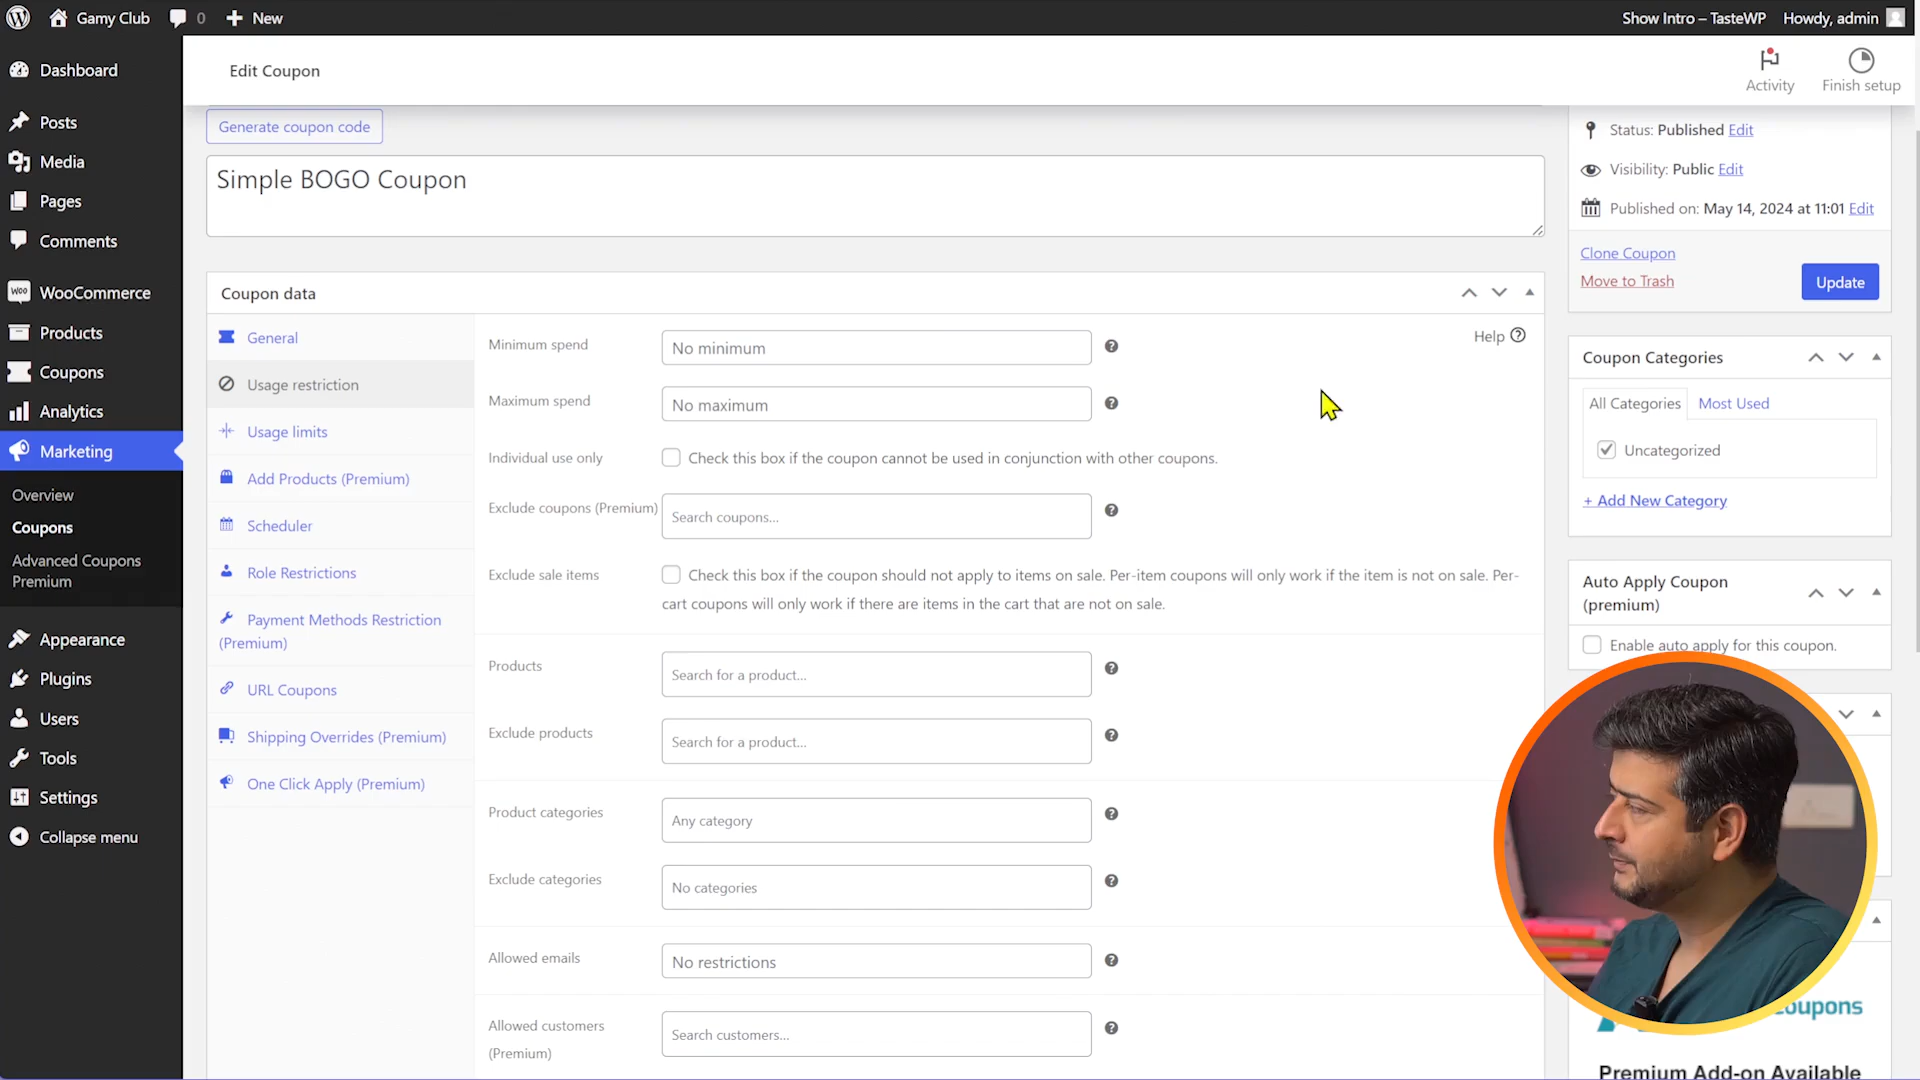 Gamy Club
0
New
Show Intro – TasteWP
Howdy, admin
Dashboard
Posts
Media
Pages
Comments
WooCommerce
Products
Coupons
Analytics
Marketing
Overview
Coupons
Advanced Coupons
Premium
Appearance
Plugins
Users
Tools
Settings
Collapse menu
Edit Coupon
Activity
Finish setup
Generate coupon code
Simple BOGO Coupon
Coupon data
General
Usage restriction
Usage limits
Add Products (Premium)
Scheduler
Role Restrictions
Payment Methods Restriction
(Premium)
URL Coupons
Shipping Overrides (Premium)
One Click Apply (Premium)
Help
Minimum spend
No minimum
Maximum spend
No maximum
Individual use only
Check this box if the coupon cannot be used in conjunction with other coupons.
Exclude coupons (Premium)
Search coupons...
Exclude sale items
Check this box if the coupon should not apply to items on sale. Per-item coupons will only work if the item is not on sale. Per-
cart coupons will only work if there are items in the cart that are not on sale.
Products
Search for a product...
Exclude products
Search for a product...
Product categories
Any category
Exclude categories
No categories
Allowed emails
No restrictions
Allowed customers
(Premium)
Search customers...
Status: Published Edit
Visibility: Public Edit
Published on: May 14, 2024 at 11:01 Edit
Clone Coupon
Move to Trash
Update
Coupon Categories
All Categories
Most Used
Uncategorized
+ Add New Category
Auto Apply Coupon
(premium)
Enable auto apply for this coupon.
oupons
Premium Add-on Available